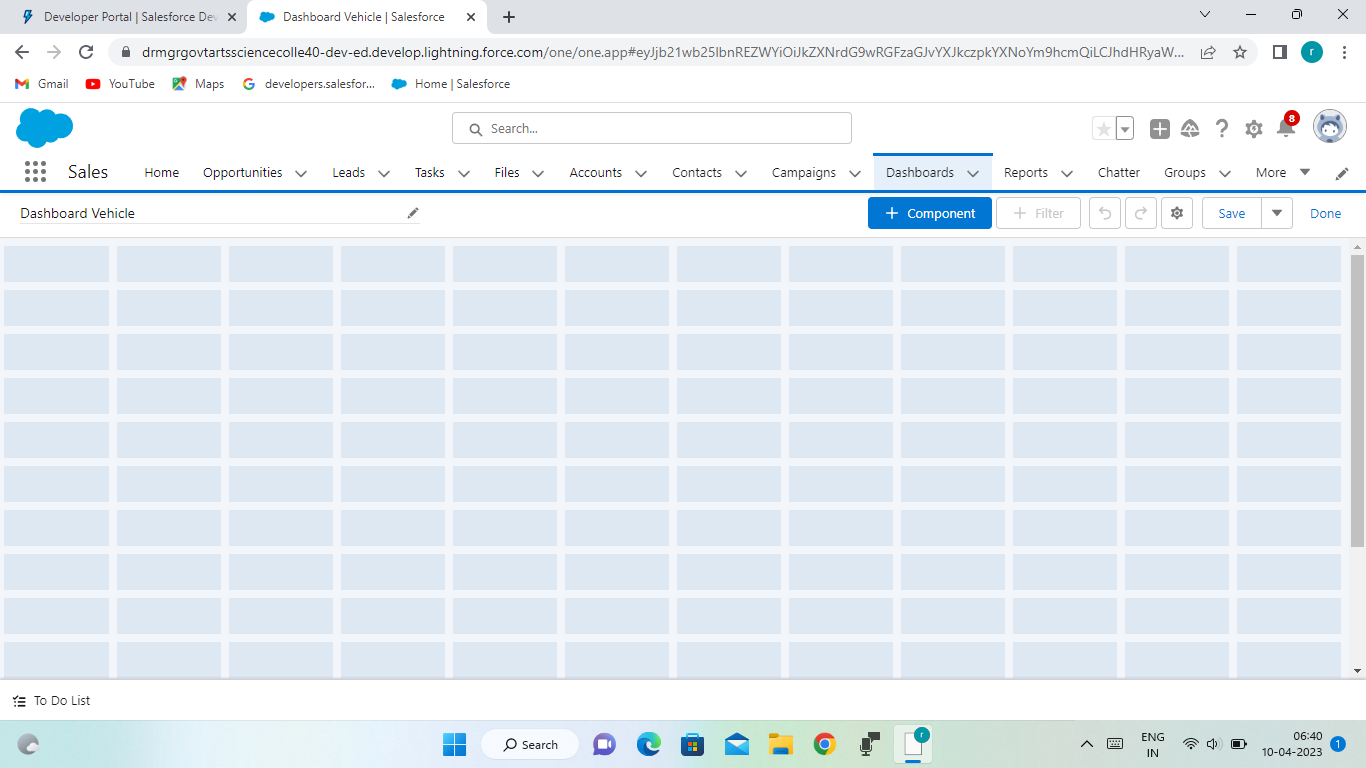 Developer Portal | Salesforce Dev
Dashboard Vehicle | Salesforce
drmgrgovtartssciencecolle40-dev-ed.develop.lightning.force.com/one/one.app#eyJjb21wb25lbnREZWYiOiJkZXNrdG9wRGFzaGJvYXJkczpkYXNoYm9hcmQiLCJhdHRyaW...
r
Gmail YouTube Maps developers.salesfor... Home | Salesforce
Search...
8
Sales Home Opportunities Leads Tasks Files Accounts Contacts Campaigns Dashboards Reports Chatter Groups More
Dashboard Vehicle
+ Component + Filter Save Done
To Do List
Search
r
ENG
IN
06:40
10-04-2023
1